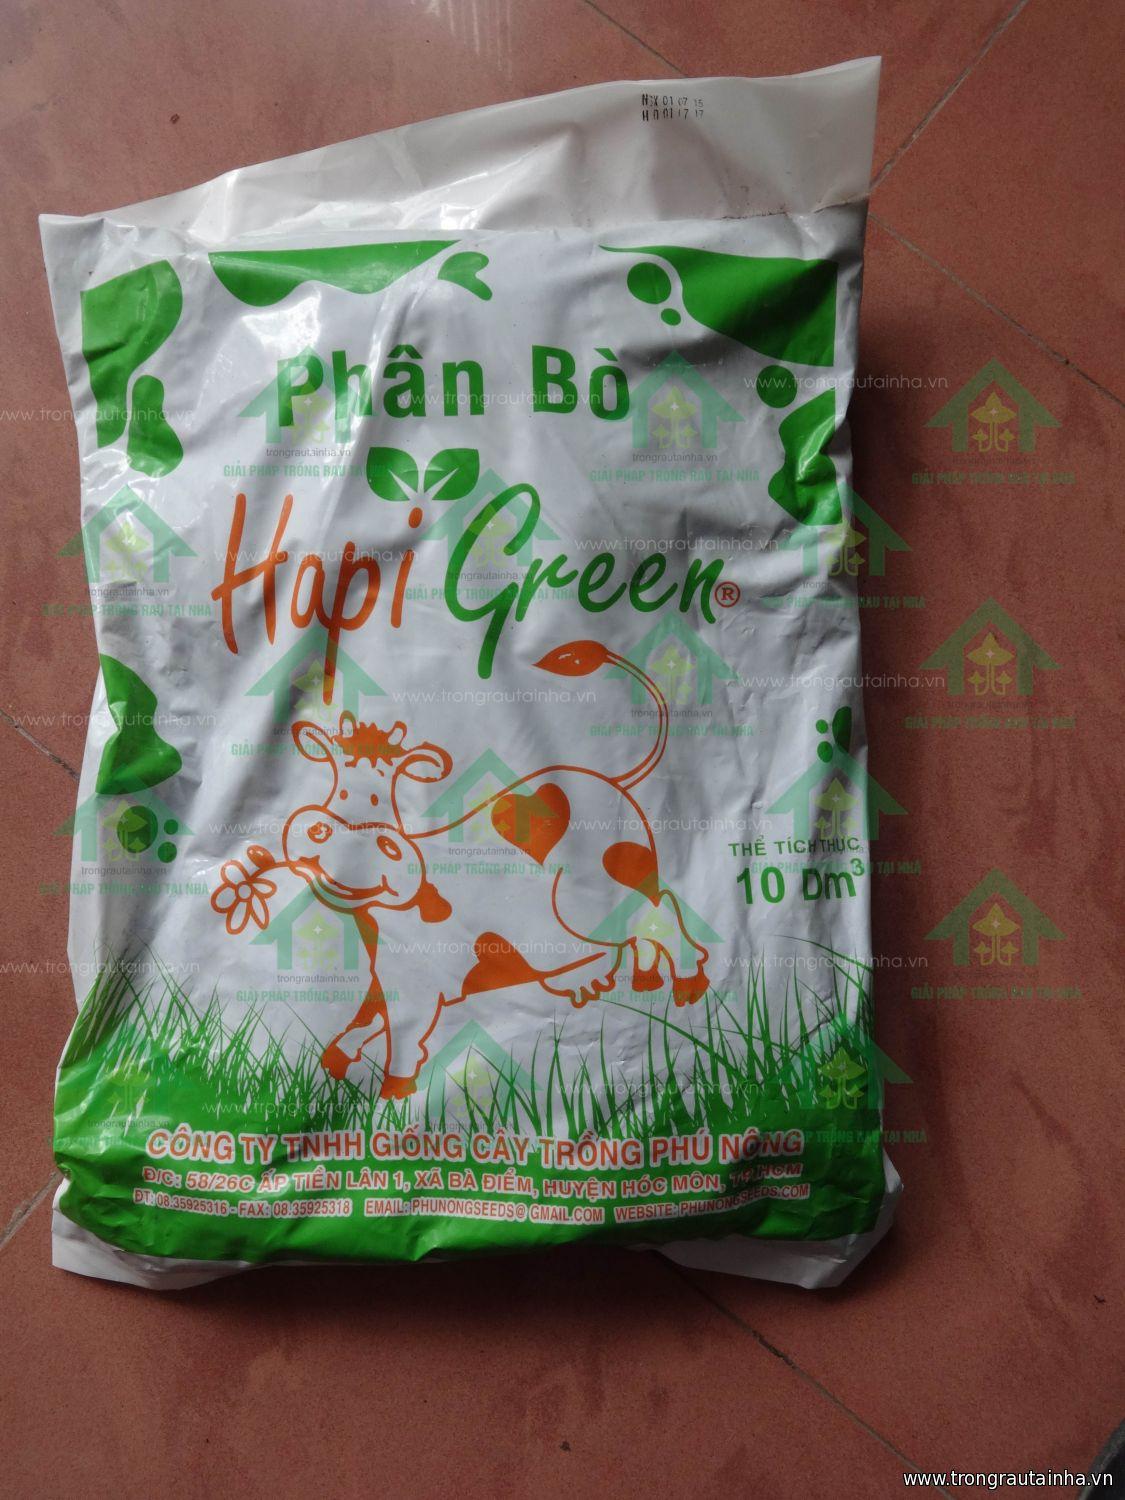 NSX 01 07 15
H D 01 7 17
Phân Bò
Hapi Green®
THỂ TÍCH THỰC
10 Dm³
CÔNG TY TNHH GIỐNG CÂY TRỒNG PHÚ NÔNG
Đ/C: 58/26C ẤP TIỀN LÂN 1, XÃ BÀ ĐIỂM, HUYỆN HÓC MÔN, TP.HCM
ĐT: 08.35925316 - FAX: 08.35925318 EMAIL: PHUNONGSEEDS@GMAIL.COM WEBSITE: PHUNONGSEEDS.COM
www.trongrautainha.vn
trongrautainha.vn
GIẢI PHÁP TRỒNG RAU TẠI NHÀ
www.trongrautainha.vn